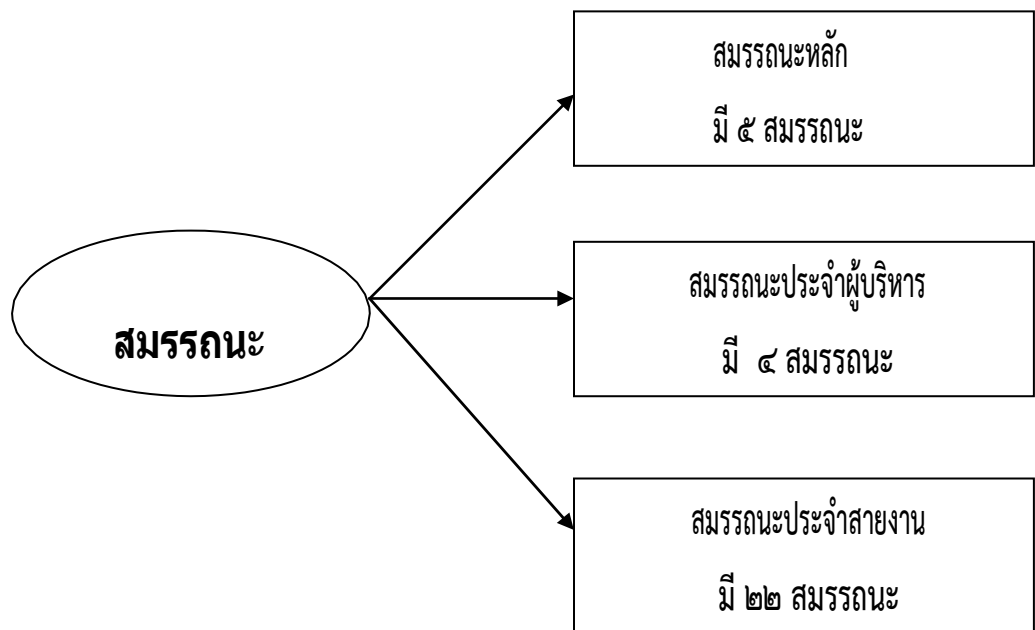 สมรรถนะ
สมรรถนะหลัก
มี ๕ สมรรถนะ
สมรรถนะประจำผู้บริหาร
มี ๔ สมรรถนะ
สมรรถนะประจำสายงาน
มี ๒๒ สมรรถนะ